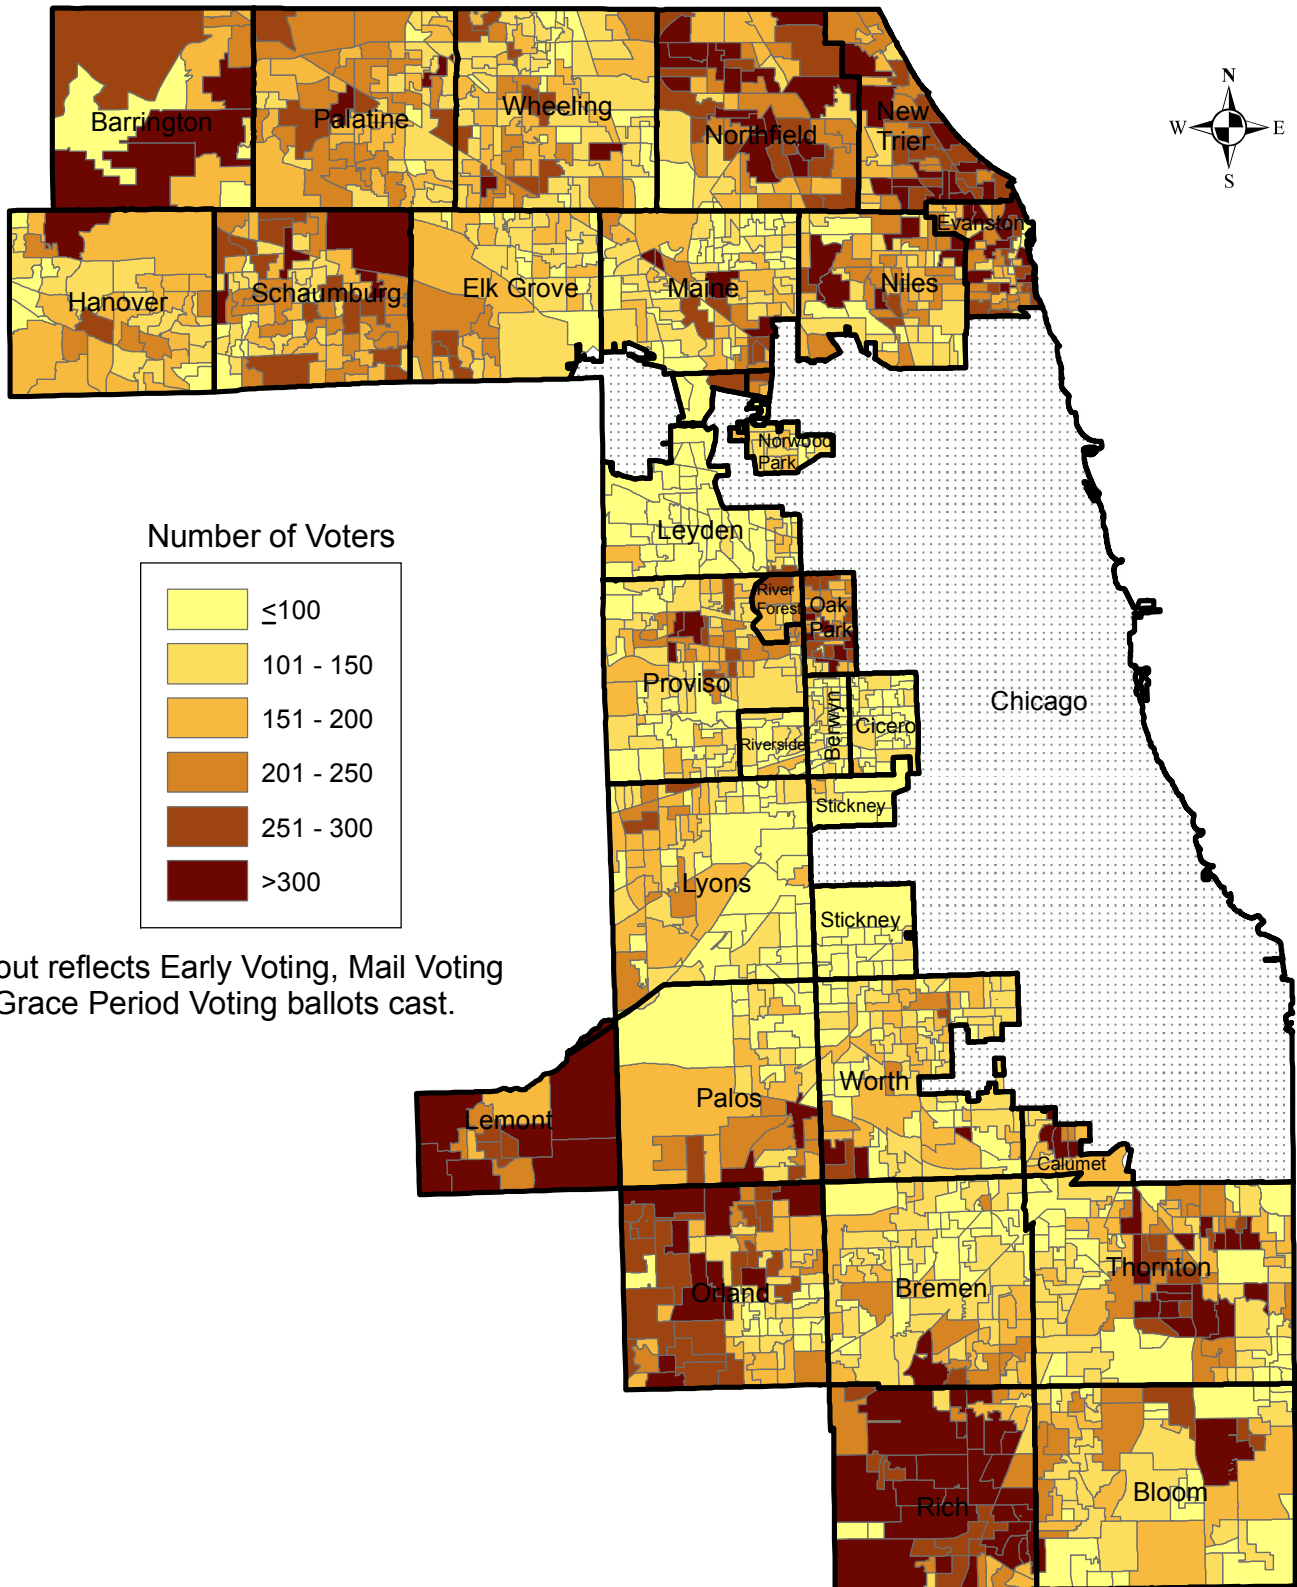 N
W E
S
Barrington
Palatine
Wheeling
Northfield
New
Trier
Evanston
Hanover
Schaumburg
Elk Grove
Maine
Niles
Norwood
Park
Leyden
River
Forest
Oak
Park
Proviso
Riverside
Berwyn
Cicero
Chicago
Stickney
Lyons
Stickney
Number of Voters
≤100
101 - 150
151 - 200
201 - 250
251 - 300
>300
out reflects Early Voting, Mail Voting
Grace Period Voting ballots cast.
Lemont
Palos
Worth
Calumet
Orland
Bremen
Thornton
Rich
Bloom